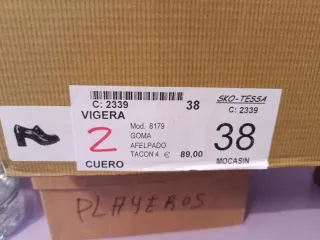 C: 2339 38
VIGERA
2
Mod. 8179
GOMA
AFELPADO
TACON 4 € 89,00
CUERO
SKO-TESSA
C: 2339
38
MOCASIN
PLAYEROS